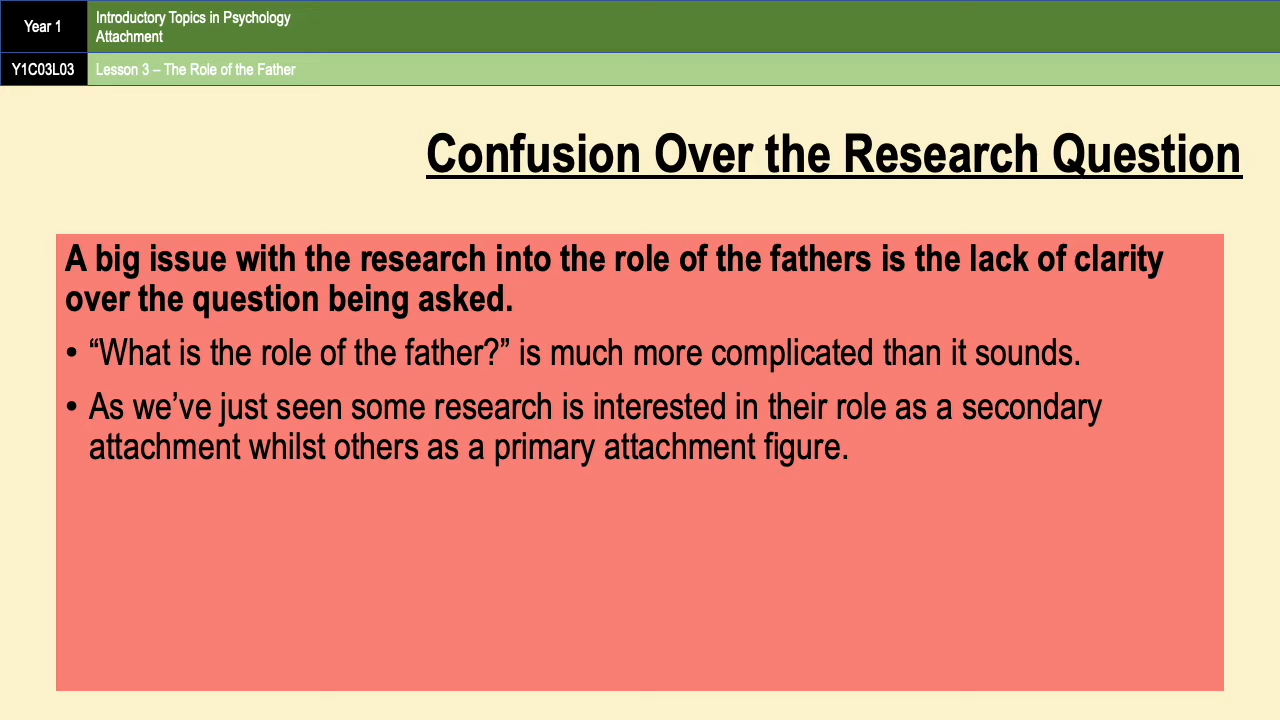 Year 1
Introductory Topics in Psychology
Attachment
Y1C03L03
Lesson 3 – The Role of the Father
Confusion Over the Research Question
A big issue with the research into the role of the fathers is the lack of clarity
over the question being asked.
• “What is the role of the father?” is much more complicated than it sounds.
• As we’ve just seen some research is interested in their role as a secondary
attachment whilst others as a primary attachment figure.